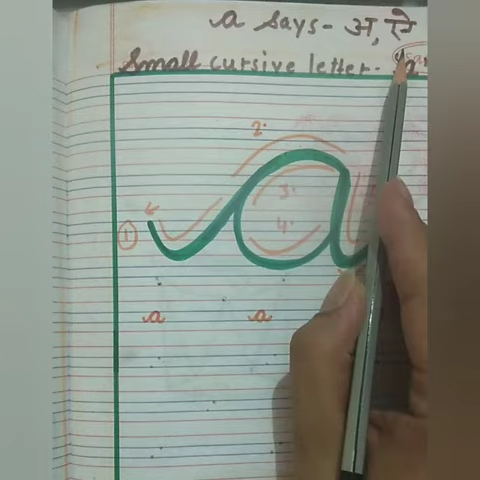 a says- अ, ऐ
Small cursive letter- "a"
2.
3.
4.
①
a
a a